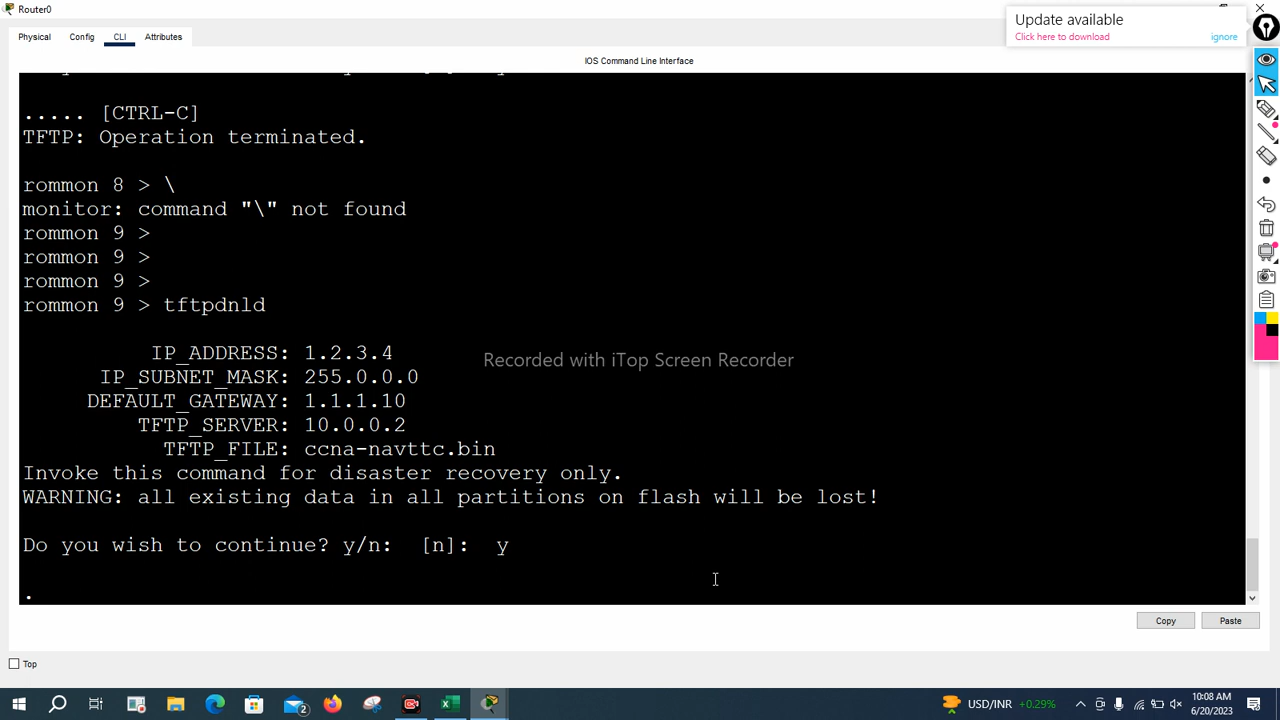 Router0
Update available
Click here to download ignore
Physical Config CLI Attributes
IOS Command Line Interface
..... [CTRL-C]
TFTP: Operation terminated.
rommon 8 > \
monitor: command "\" not found
rommon 9 >
rommon 9 >
rommon 9 >
rommon 9 > tftpdnld
IP_ADDRESS: 1.2.3.4
Recorded with iTop Screen Recorder
IP_SUBNET_MASK: 255.0.0.0
DEFAULT_GATEWAY: 1.1.1.10
TFTP_SERVER: 10.0.0.2
TFTP_FILE: ccna-navttc.bin
Invoke this command for disaster recovery only.
WARNING: all existing data in all partitions on flash will be lost!
Do you wish to continue? y/n:  [n]:  y
.
Copy Paste
Top
USD/INR +0.29%
10:08 AM
6/20/2023